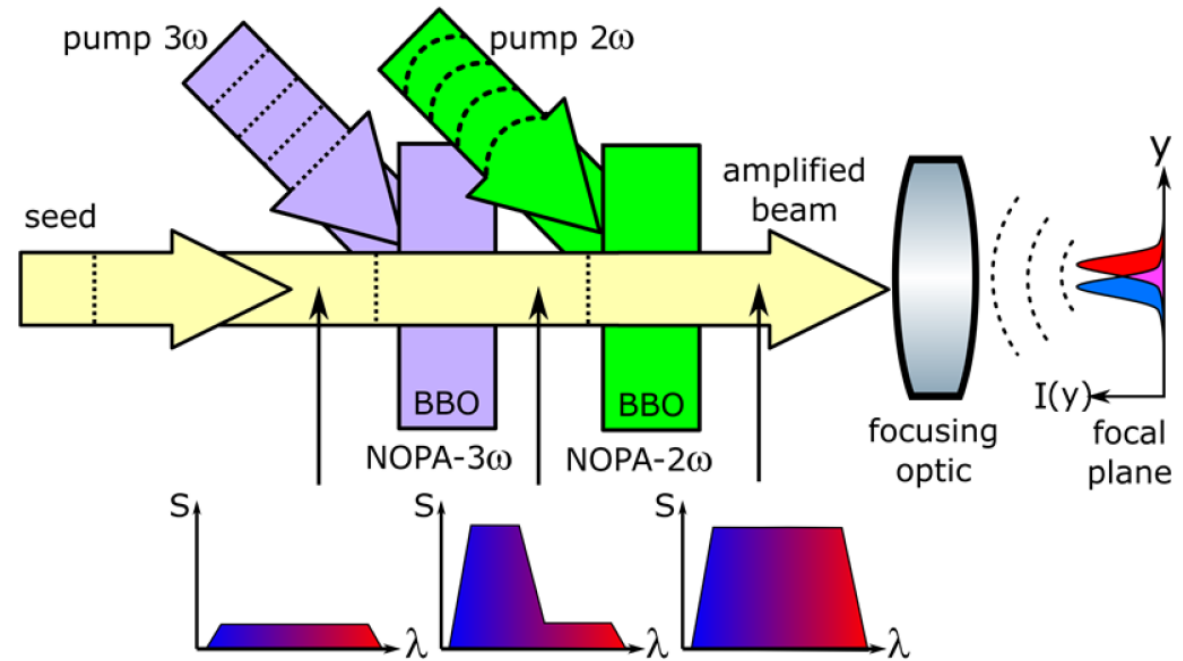 pump 3ω
pump 2ω
seed
amplified
beam
y
BBO
BBO
I(y)
NOPA-3ω
NOPA-2ω
focusing
optic
focal
plane
S
λ
S
λ
S
λ